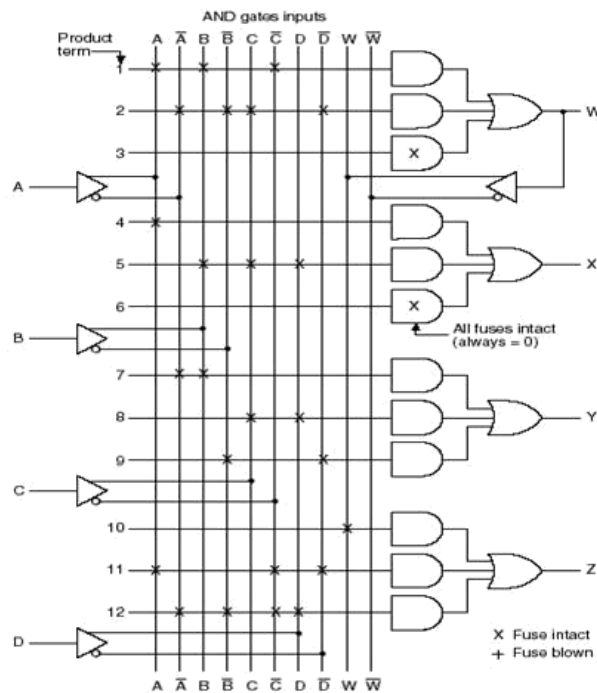 AND gates inputs
A A̅ B B̅ C C̅ D D̅ W W̅
Product
term
1
2
W
3
A
4
5
X
6
All fuses intact
(always = 0)
B
7
8
Y
9
C
10
11
Z
12
X Fuse intact
+ Fuse blown
D
A A̅ B B̅ C C̅ D D̅ W W̅